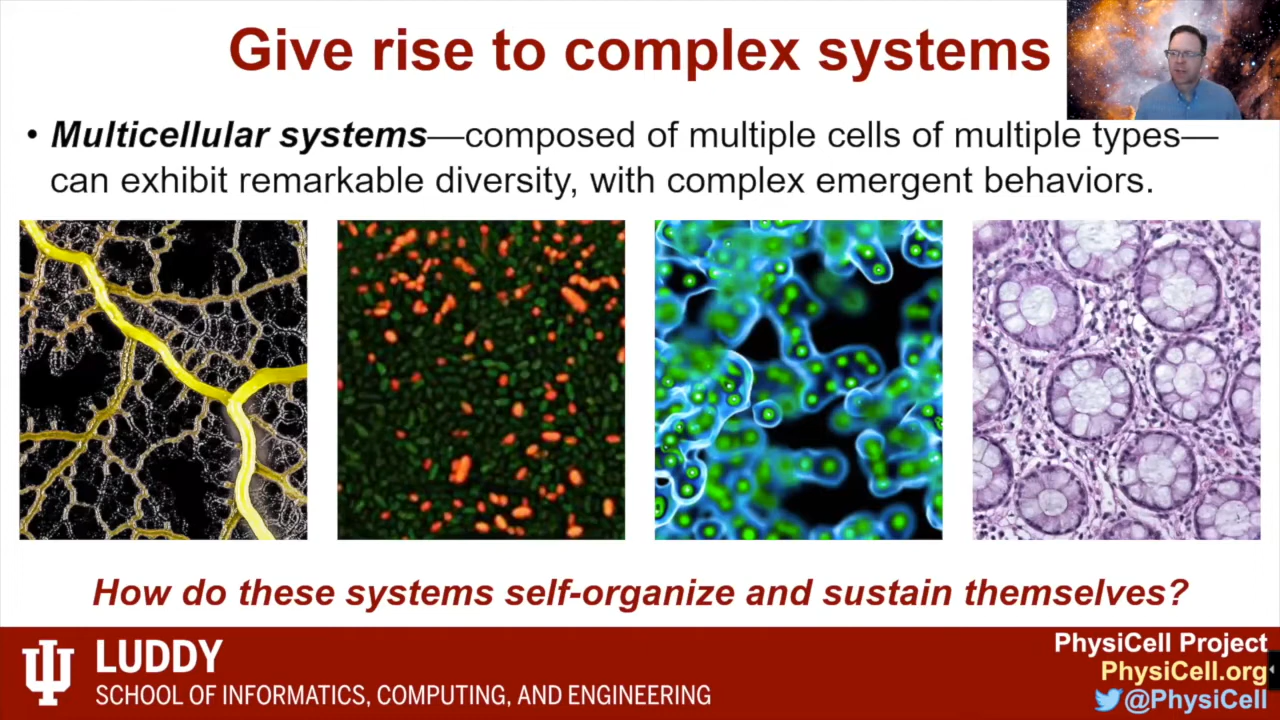 Give rise to complex systems
• Multicellular systems—composed of multiple cells of multiple types—
can exhibit remarkable diversity, with complex emergent behaviors.
How do these systems self-organize and sustain themselves?
LUDDY
SCHOOL OF INFORMATICS, COMPUTING, AND ENGINEERING
PhysiCell Project
PhysiCell.org
@PhysiCell